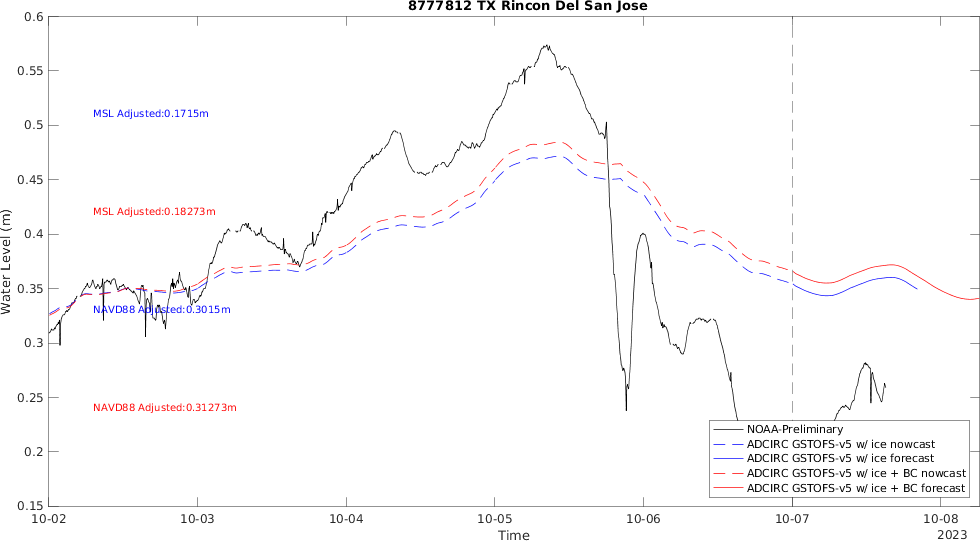 8777812 TX Rincon Del San Jose
0.6
0.55
0.5
0.45
0.4
0.35
0.3
0.25
0.2
0.15
Water Level (m)
MSL Adjusted:0.1715m
MSL Adjusted:0.18273m
NAVD88 Adjusted:0.3015m
NAVD88 Adjusted:0.31273m
NOAA-Preliminary
ADCIRC GSTOFS-v5 w/ ice nowcast
ADCIRC GSTOFS-v5 w/ ice forecast
ADCIRC GSTOFS-v5 w/ ice + BC nowcast
ADCIRC GSTOFS-v5 w/ ice + BC forecast
10-02 10-03 10-04 10-05 10-06 10-07 10-08
Time
2023